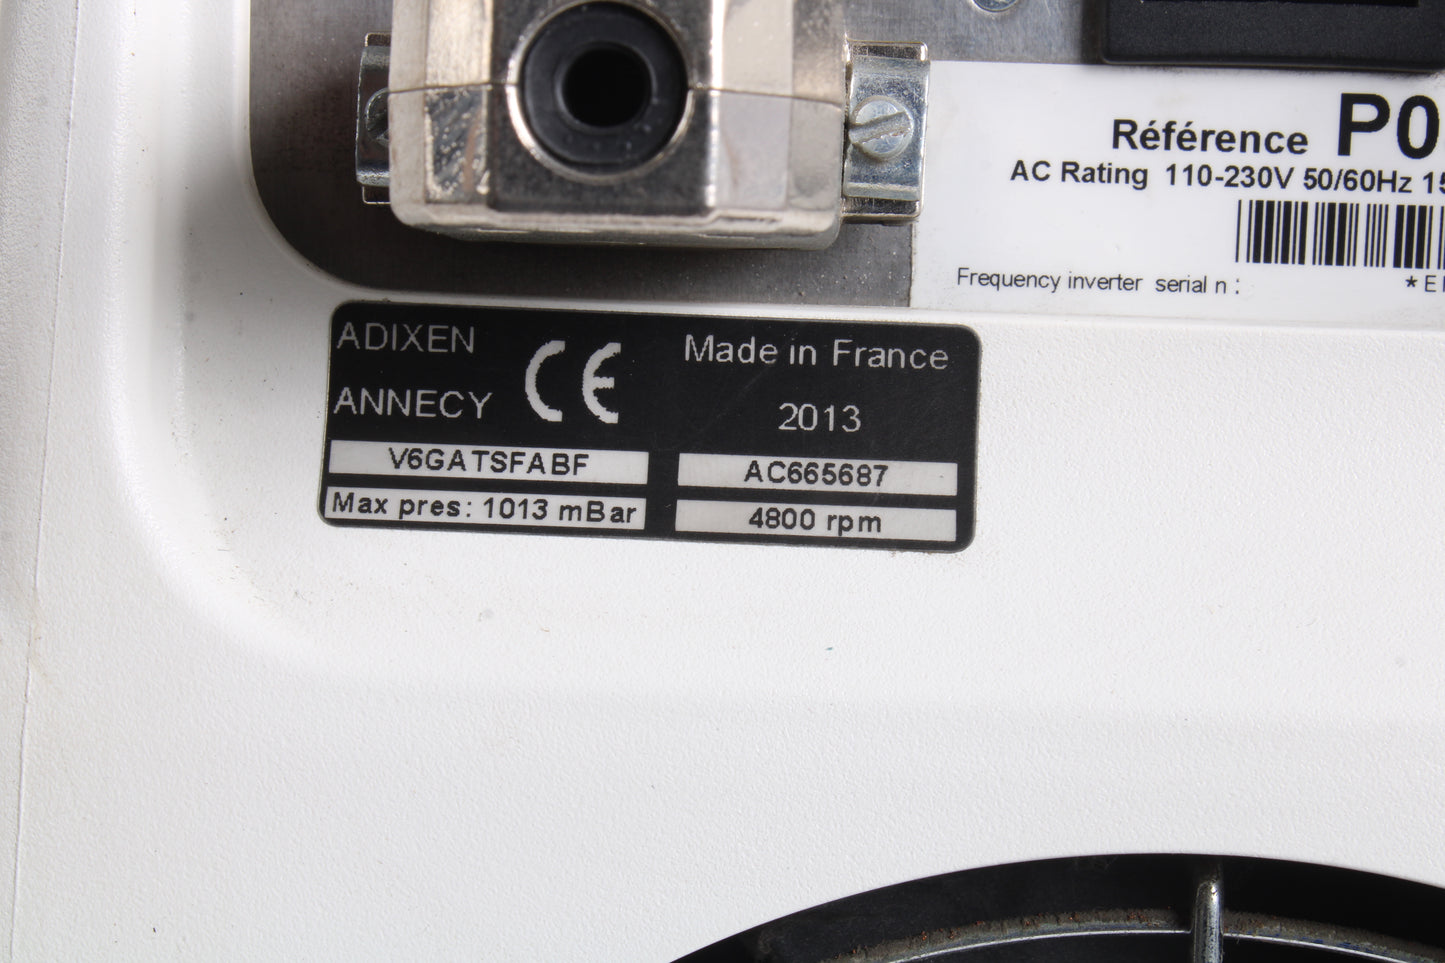 Référence P0
AC Rating 110-230V 50/60Hz 15
Frequency inverter serial n :
*E
ADIXEN
ANNECY
CE
Made in France
2013
V6GATSFABF
AC665687
Max pres: 1013 mBar
4800 rpm